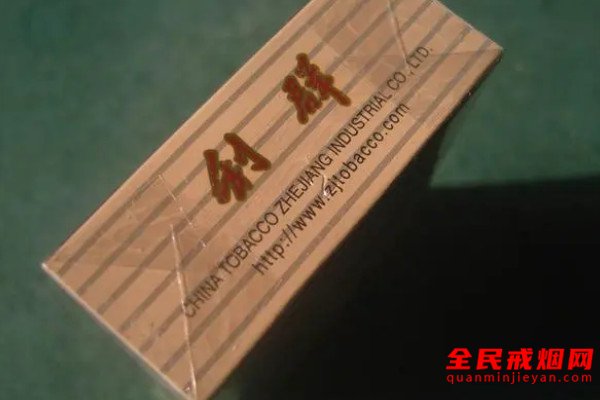 利群
CHINA TOBACCO ZHEJIANG INDUSTRIAL CO., LTD.
http://www.zjtobacco.com
全民戒烟网
quanminjieyan.com